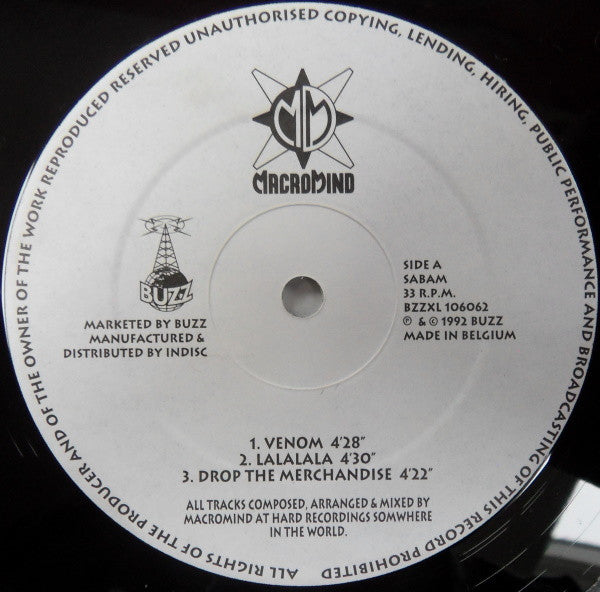 ALL RIGHTS OF THE PRODUCER AND OF THE OWNER OF THE WORK REPRODUCED RESERVED UNAUTHORISED COPYING, LENDING, HIRING, PUBLIC PERFORMANCE AND BROADCASTING OF THIS RECORD PROHIBITED
MM
MACROMIND
BUZZ
MARKETED BY BUZZ
MANUFACTURED &
DISTRIBUTED BY INDISC
SIDE A
SABAM
33 R.P.M.
BZZXL 106062
℗ & © 1992 BUZZ
MADE IN BELGIUM
1. VENOM 4'28"
2. LALALALA 4'30"
3. DROP THE MERCHANDISE 4'22"
ALL TRACKS COMPOSED, ARRANGED & MIXED BY
MACROMIND AT HARD RECORDINGS SOMWHERE
IN THE WORLD.